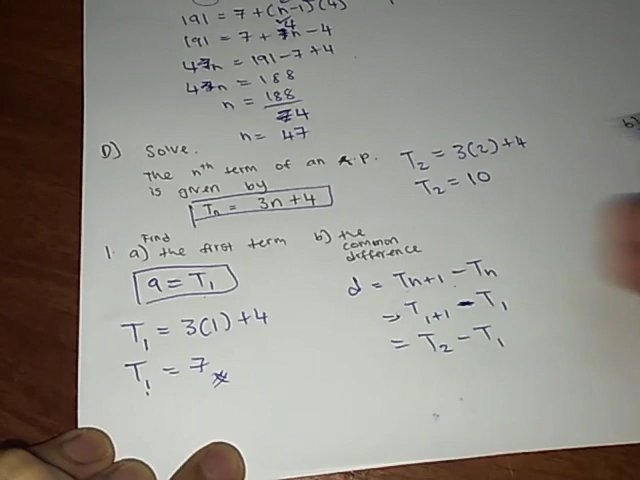 191 = 7 + (n-1)(4)
191 = 7 + 4n - 4
4n = 191 - 7 + 4
4n = 188
n = 188
4
n = 47
D) Solve.
The nth term of an A.P.
is given by
Tn = 3n + 4
T2 = 3(2) + 4
T2 = 10
1. Find
a) the first term
a = T1
T1 = 3(1) + 4
T1 = 7
b) the
common
difference
d = Tn+1 - Tn
=> T1+1 - T1
= T2 - T1
b)